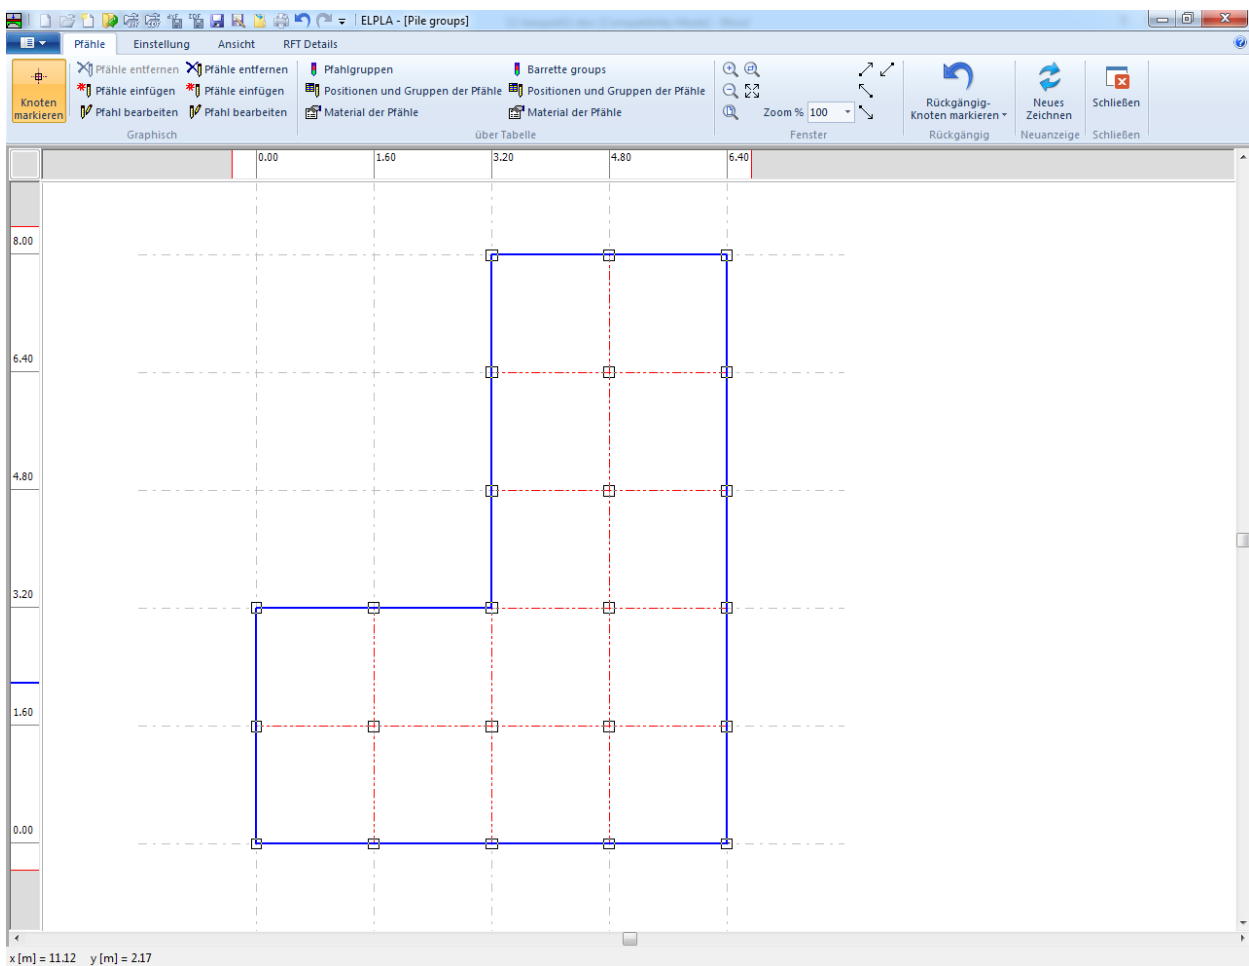 ELPLA - [Pile groups]
Pfähle Einstellung Ansicht RFT Details
Knoten markieren
Pfähle entfernen Pfähle entfernen
Pfähle einfügen Pfähle einfügen
Pfahl bearbeiten Pfahl bearbeiten
Graphisch
Pfahlgruppen Barrette groups
Positionen und Gruppen der Pfähle Positionen und Gruppen der Pfähle
Material der Pfähle Material der Pfähle
über Tabelle
Zoom % 100
Fenster
Rückgängig-
Knoten markieren
Rückgängig
Neues
Zeichnen
Neuanzeige
Schließen
Schließen
0.00 1.60 3.20 4.80 6.40
8.00
6.40
4.80
3.20
1.60
0.00
x [m] = 11.12 y [m] = 2.17